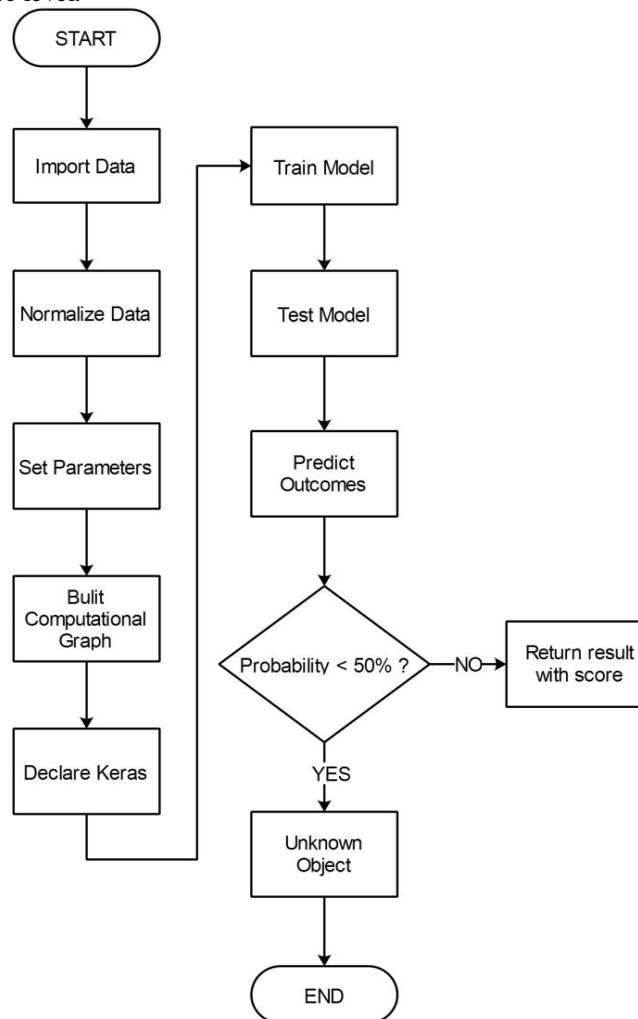 START
Import Data
Normalize Data
Set Parameters
Bulit
Computational
Graph
Declare Keras
Train Model
Test Model
Predict
Outcomes
Probability < 50% ?
NO
Return result
with score
YES
Unknown
Object
END